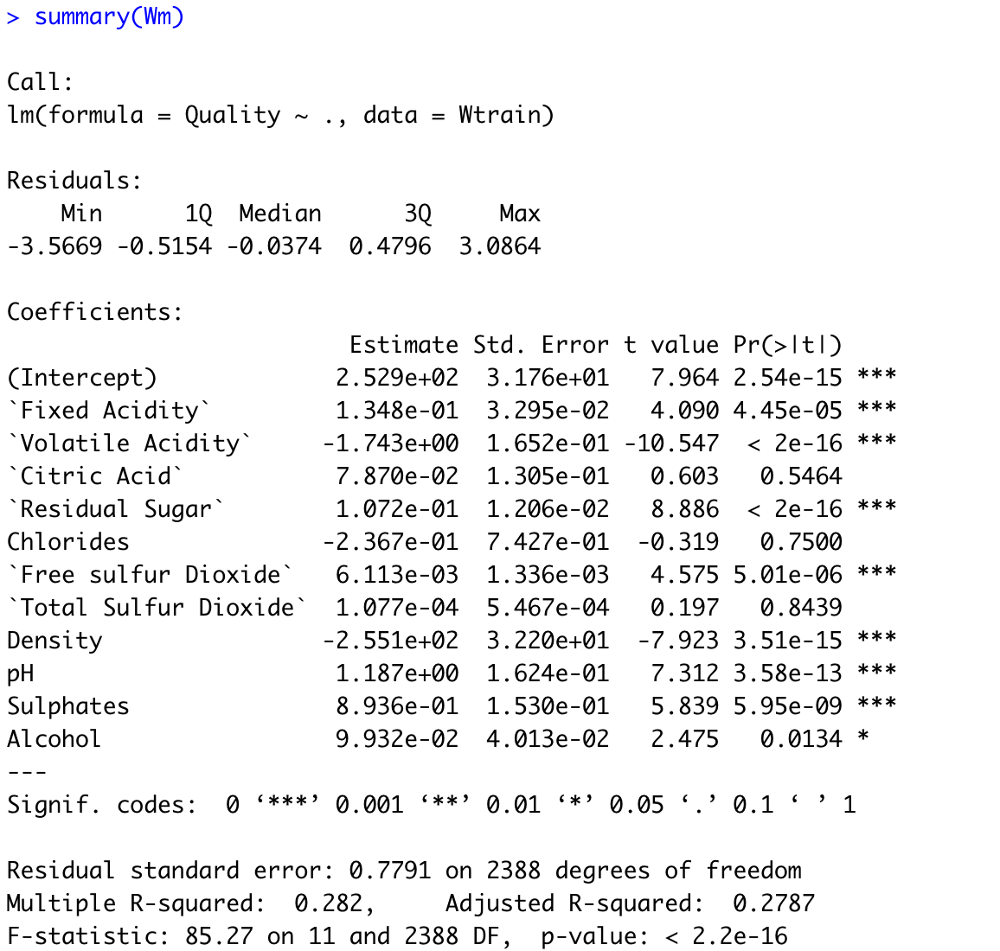 > summary(Wm)
Call:
lm(formula = Quality ~ ., data = Wtrain)
Residuals:
    Min      1Q  Median      3Q     Max
-3.5669 -0.5154 -0.0374  0.4796  3.0864
Coefficients:
                         Estimate Std. Error t value Pr(>|t|)
(Intercept)             2.529e+02  3.176e+01   7.964 2.54e-15 ***
`Fixed Acidity`         1.348e-01  3.295e-02   4.090 4.45e-05 ***
`Volatile Acidity`     -1.743e+00  1.652e-01 -10.547  < 2e-16 ***
`Citric Acid`           7.870e-02  1.305e-01   0.603   0.5464
`Residual Sugar`        1.072e-01  1.206e-02   8.886  < 2e-16 ***
Chlorides              -2.367e-01  7.427e-01  -0.319   0.7500
`Free sulfur Dioxide`   6.113e-03  1.336e-03   4.575 5.01e-06 ***
`Total Sulfur Dioxide`  1.077e-04  5.467e-04   0.197   0.8439
Density                -2.551e+02  3.220e+01  -7.923 3.51e-15 ***
pH                      1.187e+00  1.624e-01   7.312 3.58e-13 ***
Sulphates               8.936e-01  1.530e-01   5.839 5.95e-09 ***
Alcohol                 9.932e-02  4.013e-02   2.475   0.0134 *
---
Signif. codes:  0 ‘***’ 0.001 ‘**’ 0.01 ‘*’ 0.05 ‘.’ 0.1 ‘ ’ 1
Residual standard error: 0.7791 on 2388 degrees of freedom
Multiple R-squared:  0.282,     Adjusted R-squared:  0.2787
F-statistic: 85.27 on 11 and 2388 DF,  p-value: < 2.2e-16